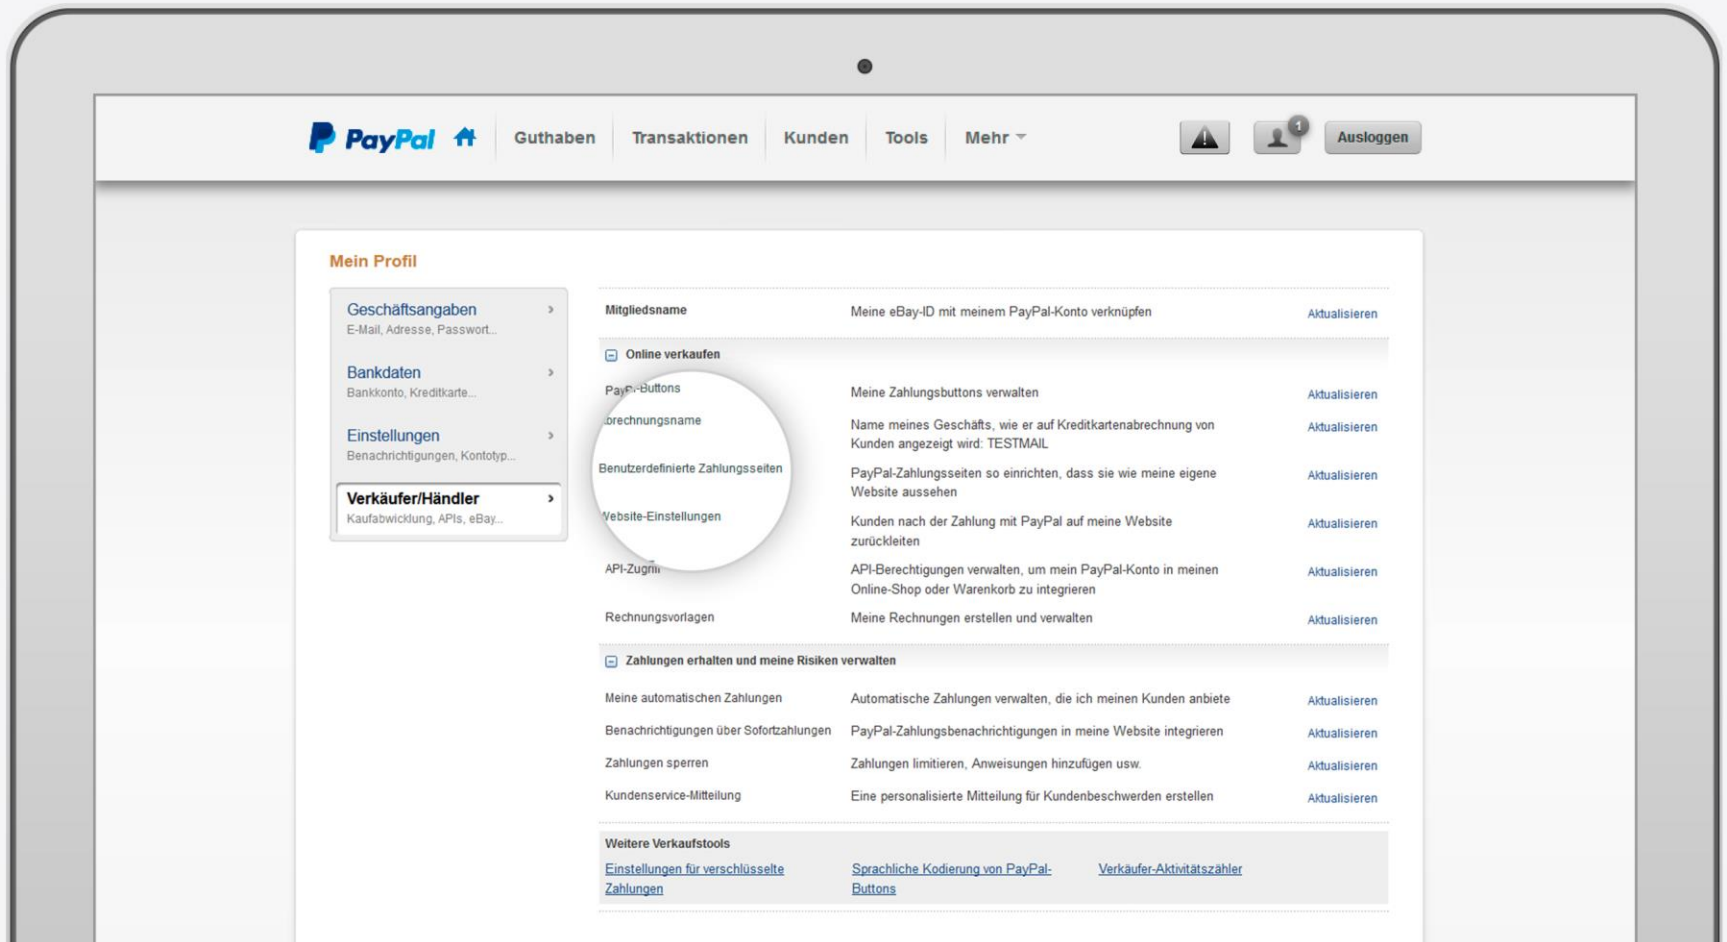 PayPal
Guthaben
Transaktionen
Kunden
Tools
Mehr
1
Ausloggen
Mein Profil
Geschäftsangaben
E-Mail, Adresse, Passwort...
Bankdaten
Bankkonto, Kreditkarte...
Einstellungen
Benachrichtigungen, Kontotyp...
Verkäufer/Händler
Kaufabwicklung, APIs, eBay...
Mitgliedsname
Meine eBay-ID mit meinem PayPal-Konto verknüpfen
Aktualisieren
Online verkaufen
Meine Zahlungsbuttons verwalten
Aktualisieren
Name meines Geschäfts, wie er auf Kreditkartenabrechnung von
Kunden angezeigt wird: TESTMAIL
Aktualisieren
Benutzerdefinierte Zahlungsseiten
PayPal-Zahlungsseiten so einrichten, dass sie wie meine eigene
Website aussehen
Aktualisieren
Website-Einstellungen
Kunden nach der Zahlung mit PayPal auf meine Website
zurückleiten
Aktualisieren
API-Zugriff
API-Berechtigungen verwalten, um mein PayPal-Konto in meinen
Online-Shop oder Warenkorb zu integrieren
Aktualisieren
Rechnungsvorlagen
Meine Rechnungen erstellen und verwalten
Aktualisieren
Zahlungen erhalten und meine Risiken verwalten
Meine automatischen Zahlungen
Automatische Zahlungen verwalten, die ich meinen Kunden anbiete
Aktualisieren
Benachrichtigungen über Sofortzahlungen
PayPal-Zahlungsbenachrichtigungen in meine Website integrieren
Aktualisieren
Zahlungen sperren
Zahlungen limitieren, Anweisungen hinzufügen usw.
Aktualisieren
Kundenservice-Mitteilung
Eine personalisierte Mitteilung für Kundenbeschwerden erstellen
Aktualisieren
Weitere Verkaufstools
Einstellungen für verschlüsselte
Zahlungen
Sprachliche Kodierung von PayPal-
Buttons
Verkäufer-Aktivitätszähler